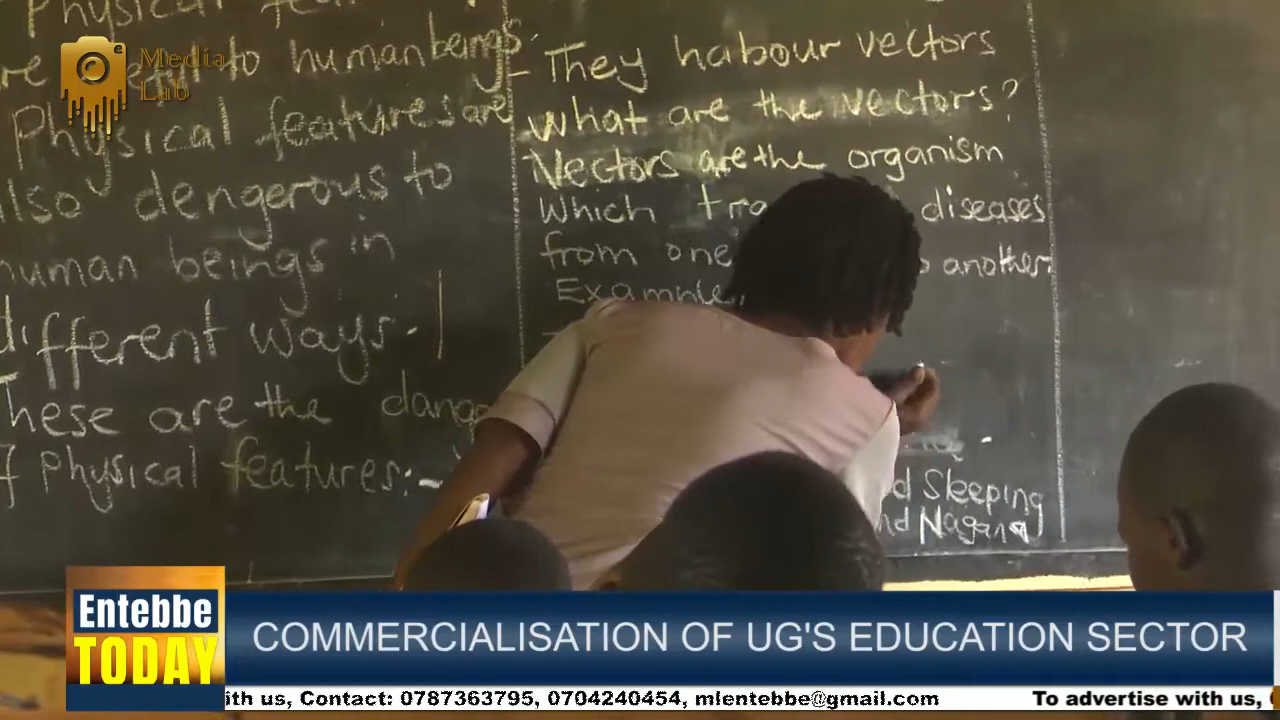 Media
Lab
Physical
to human beings.
Physical features are
also dengerous to
human beings in
different ways.
These are the dang
Physical features:-
- They habour vectors
What are the vectors?
Vectors are the organism
Which tra diseases
from one another.
Example
d Sleeping
nd Nagana
Entebbe
TODAY
COMMERCIALISATION OF UG'S EDUCATION SECTOR
ith us, Contact: 0787363795, 0704240454, mlentebbe@gmail.com To advertise with us,